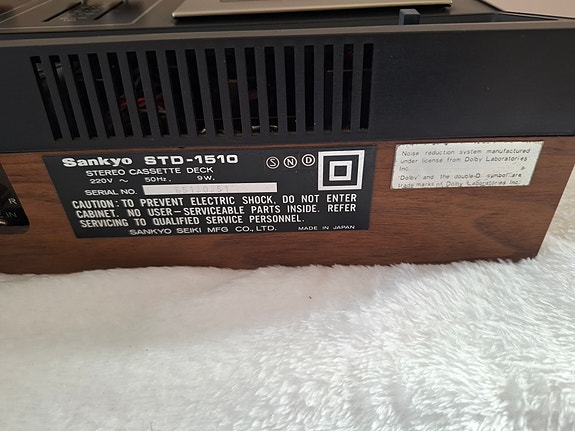 Sankyo STD-1510
STEREO CASSETTE DECK
220V ~ 50Hz. 9W.
S N D
SERIAL NO.
CAUTION: TO PREVENT ELECTRIC SHOCK, DO NOT ENTER
CABINET. NO USER-SERVICEABLE PARTS INSIDE. REFER
SERVICING TO QUALIFIED SERVICE PERSONNEL.
SANKYO SEIKI MFG CO., LTD. MADE IN JAPAN
Noise reduction system manufactured
under license from Dolby Laboratories
Inc.
Dolby and the double-D symbol are
trade marks of Dolby Laboratories Inc.
R
IN